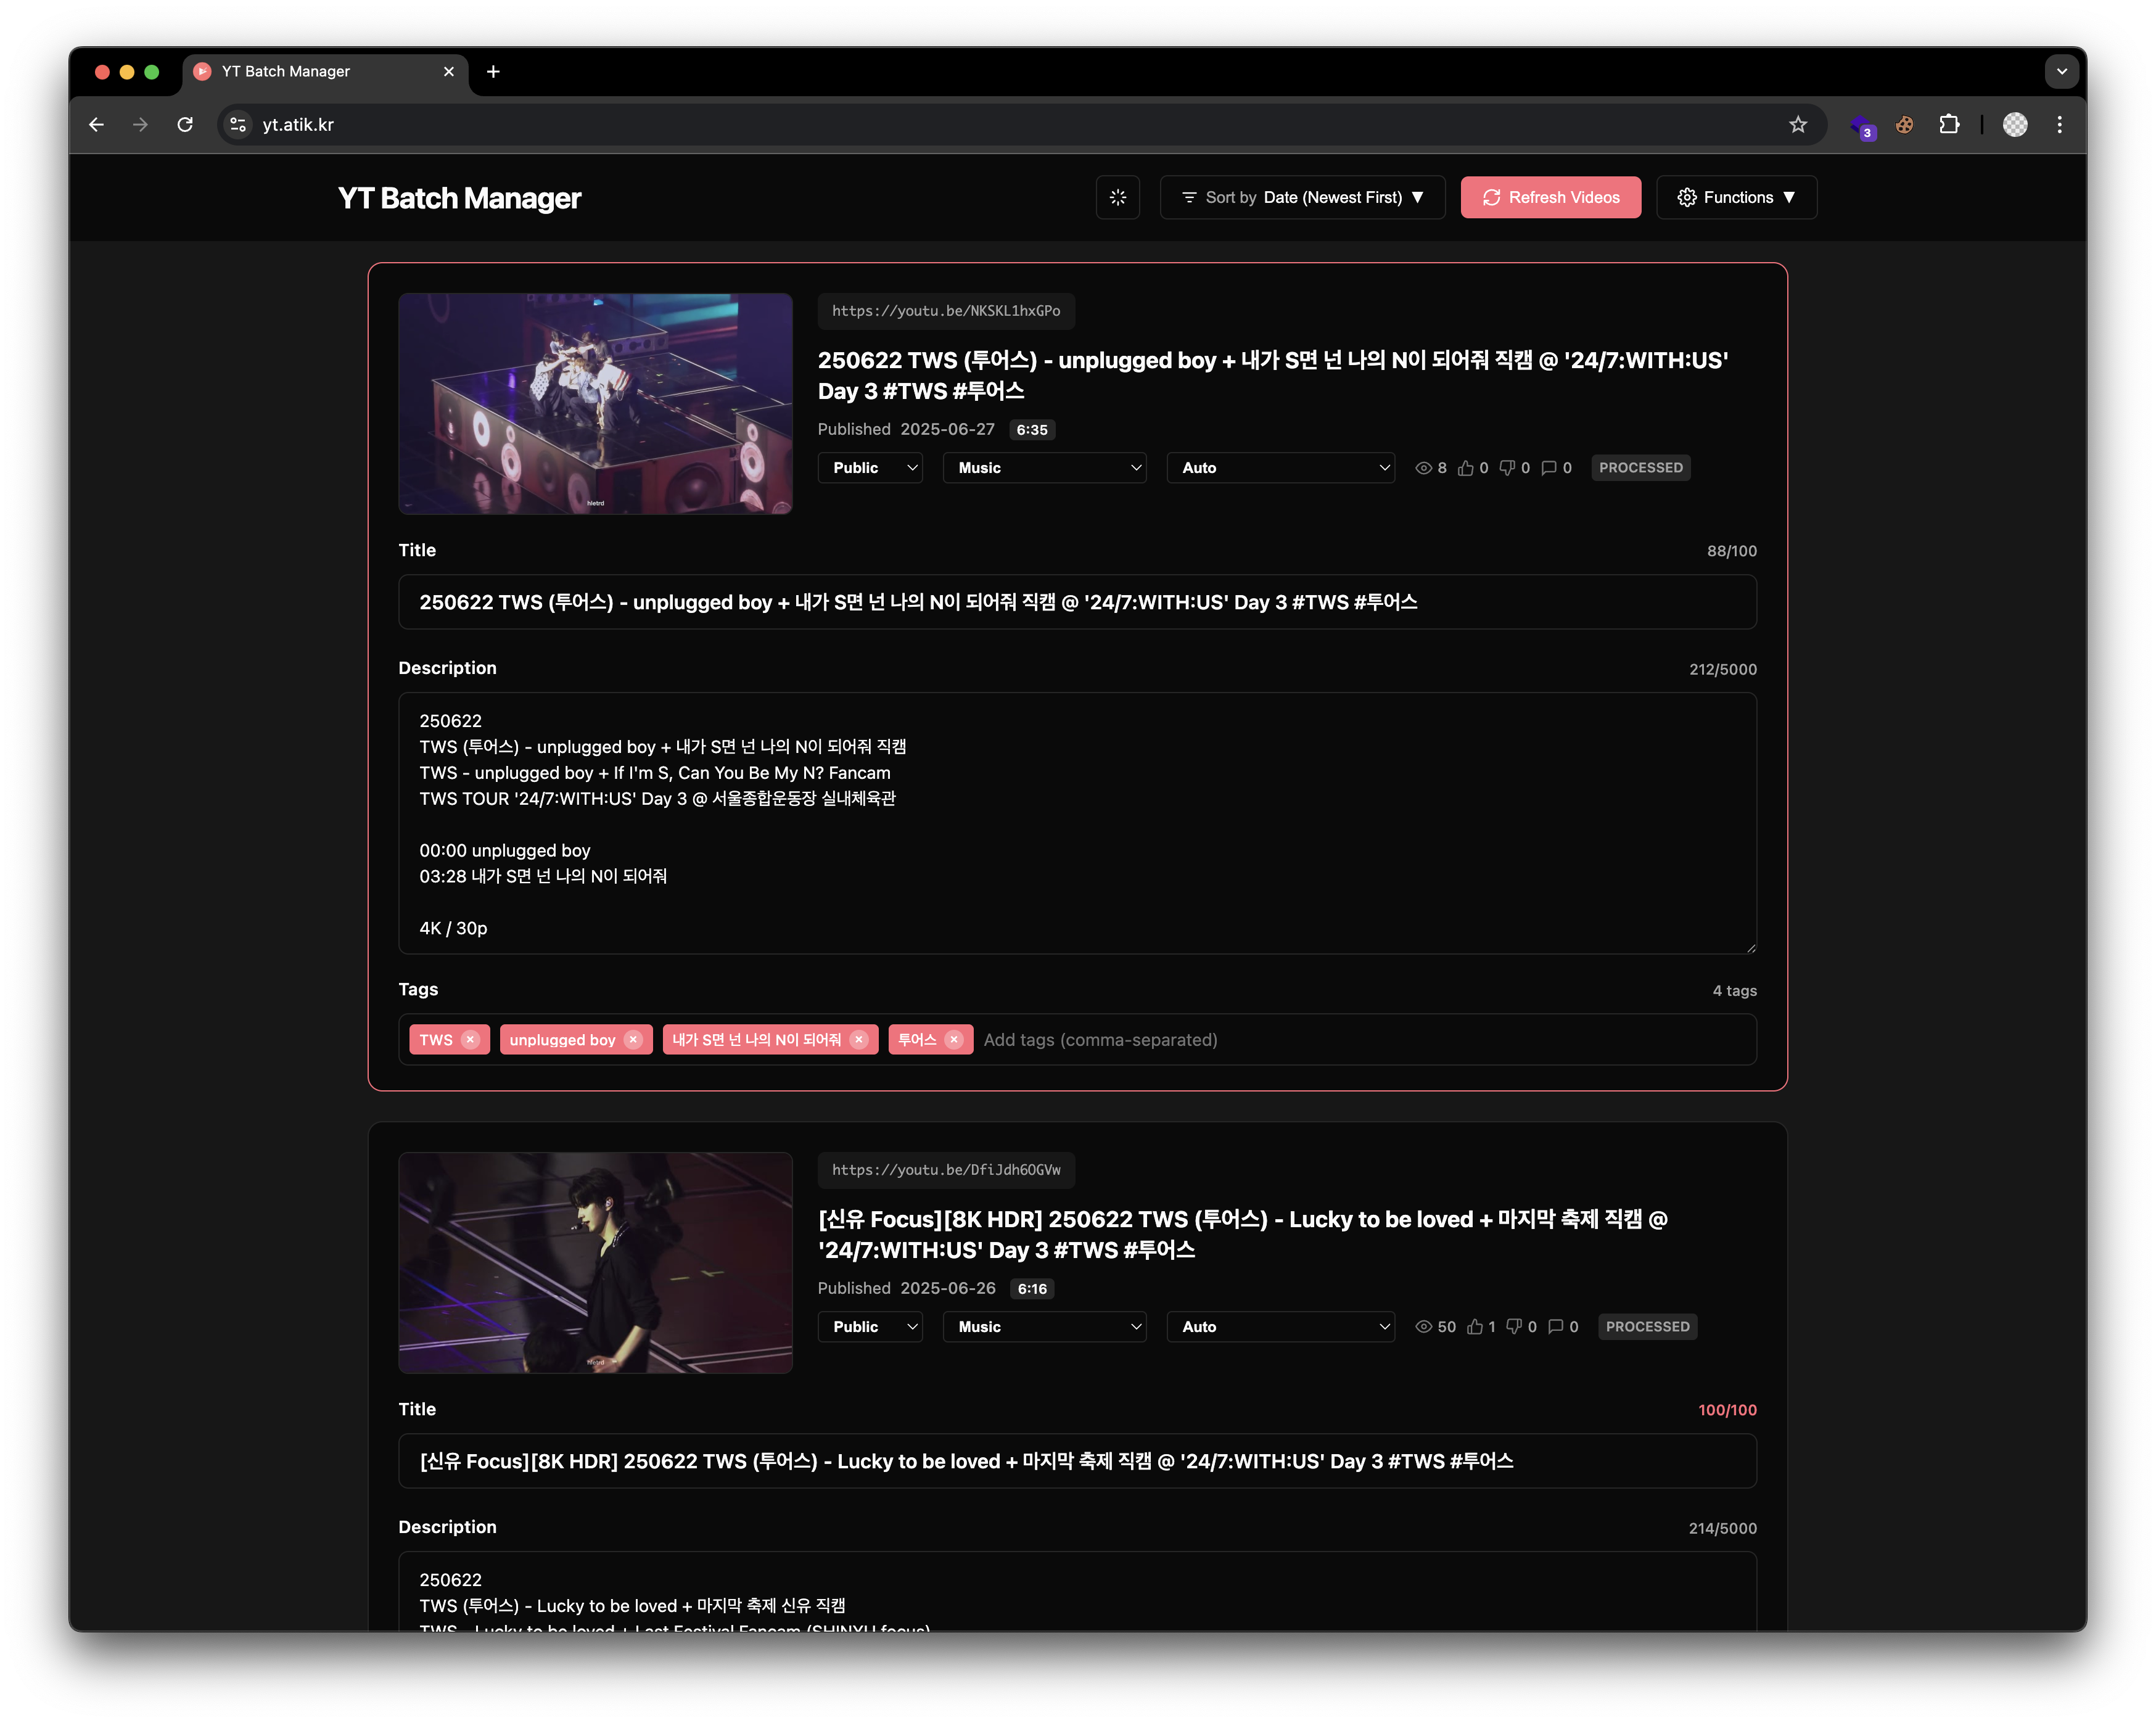 YT Batch Manager
yt.atik.kr
3
YT Batch Manager
Sort by Date (Newest First) ▼
Refresh Videos
Functions ▼
hletrd
https://youtu.be/NKSKL1hxGPo
250622 TWS (투어스) - unplugged boy + 내가 S면 넌 나의 N이 되어줘 직캠 @ '24/7:WITH:US'
Day 3 #TWS #투어스
Published 2025-06-27 6:35
Public Music Auto 8 0 0 0 PROCESSED
Title 88/100
250622 TWS (투어스) - unplugged boy + 내가 S면 넌 나의 N이 되어줘 직캠 @ '24/7:WITH:US' Day 3 #TWS #투어스
Description 212/5000
250622
TWS (투어스) - unplugged boy + 내가 S면 넌 나의 N이 되어줘 직캠
TWS - unplugged boy + If I'm S, Can You Be My N? Fancam
TWS TOUR '24/7:WITH:US' Day 3 @ 서울종합운동장 실내체육관
00:00 unplugged boy
03:28 내가 S면 넌 나의 N이 되어줘
4K / 30p
Tags 4 tags
TWS unplugged boy 내가 S면 넌 나의 N이 되어줘 투어스 Add tags (comma-separated)
hletrd
https://youtu.be/DfiJdh6OGVw
[신유 Focus][8K HDR] 250622 TWS (투어스) - Lucky to be loved + 마지막 축제 직캠 @
'24/7:WITH:US' Day 3 #TWS #투어스
Published 2025-06-26 6:16
Public Music Auto 50 1 0 0 PROCESSED
Title 100/100
[신유 Focus][8K HDR] 250622 TWS (투어스) - Lucky to be loved + 마지막 축제 직캠 @ '24/7:WITH:US' Day 3 #TWS #투어스
Description 214/5000
250622
TWS (투어스) - Lucky to be loved + 마지막 축제 신유 직캠
TWS - Lucky to be loved + Last Festival Fancam (SHINYU focus)